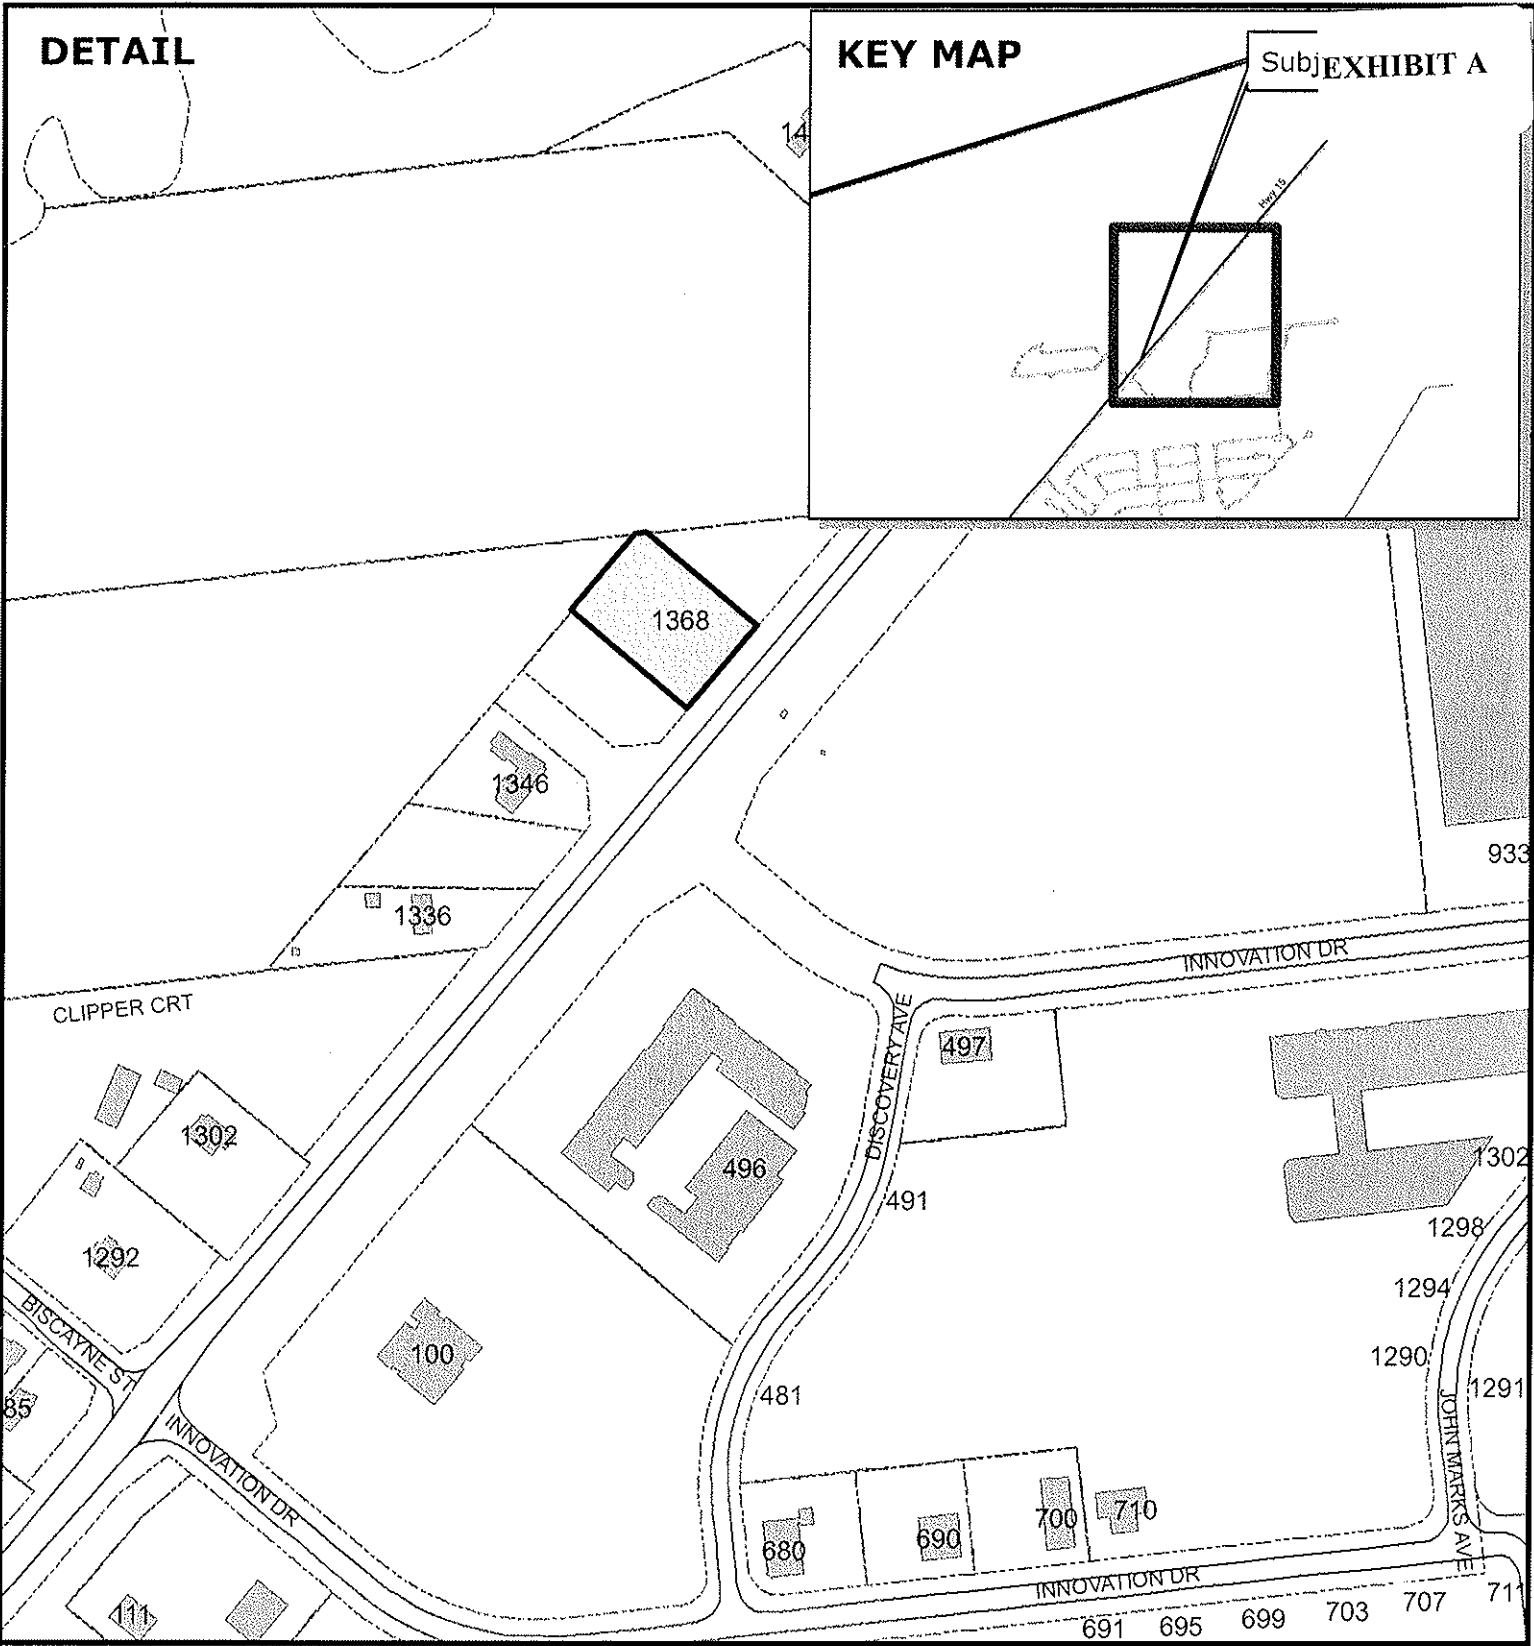 DETAIL
KEY MAP
Subj
EXHIBIT A
Hwy 15
14
1368
1346
1336
933
INNOVATION DR
CLIPPER CRT
DISCOVERY AVE
497
1302
496
491
1302
1298
1292
1294
BISCAYNE ST
100
1290
481
1291
85
JOHN MARKS AVE
INNOVATION DR
680
690
700
710
INNOVATION DR
111
691
695
699
703
707
711